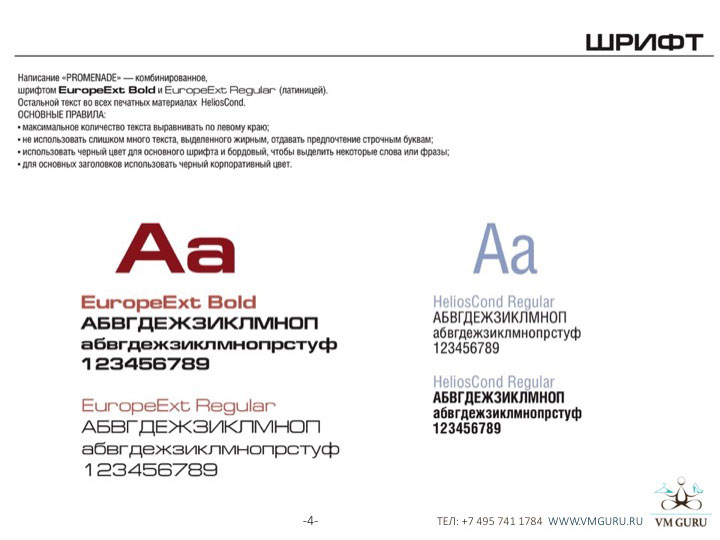 ШРИФТ
Написание «PROMENADE» — комбинированное,
шрифтом EuropeExt Bold и EuropeExt Regular (латиницей).
Остальной текст во всех печатных материалах HeliosCond.
ОСНОВНЫЕ ПРАВИЛА:
• максимальное количество текста выравнивать по левому краю;
• не использовать слишком много текста, выделенного жирным, отдавать предпочтение строчным буквам;
• использовать черный цвет для основного шрифта и бордовый, чтобы выделить некоторые слова или фразы;
• для основных заголовков использовать черный корпоративный цвет.
Aa
EuropeExt Bold
АБВГДЕЖЗИКЛМНОП
абвгдежзиклмнопрстуф
123456789
EuropeExt Regular
АБВГДЕЖЗИКЛМНОП
абвгдежзиклмнопрстуф
123456789
Aa
HeliosCond Regular
АБВГДЕЖЗИКЛМНОП
абвгдежзиклмнопрстуф
123456789
HeliosCond Regular
АБВГДЕЖЗИКЛМНОП
абвгдежзиклмнопрстуф
123456789
-4-
ТЕЛ: +7 495 741 1784 WWW.VMGURU.RU
VM GURU